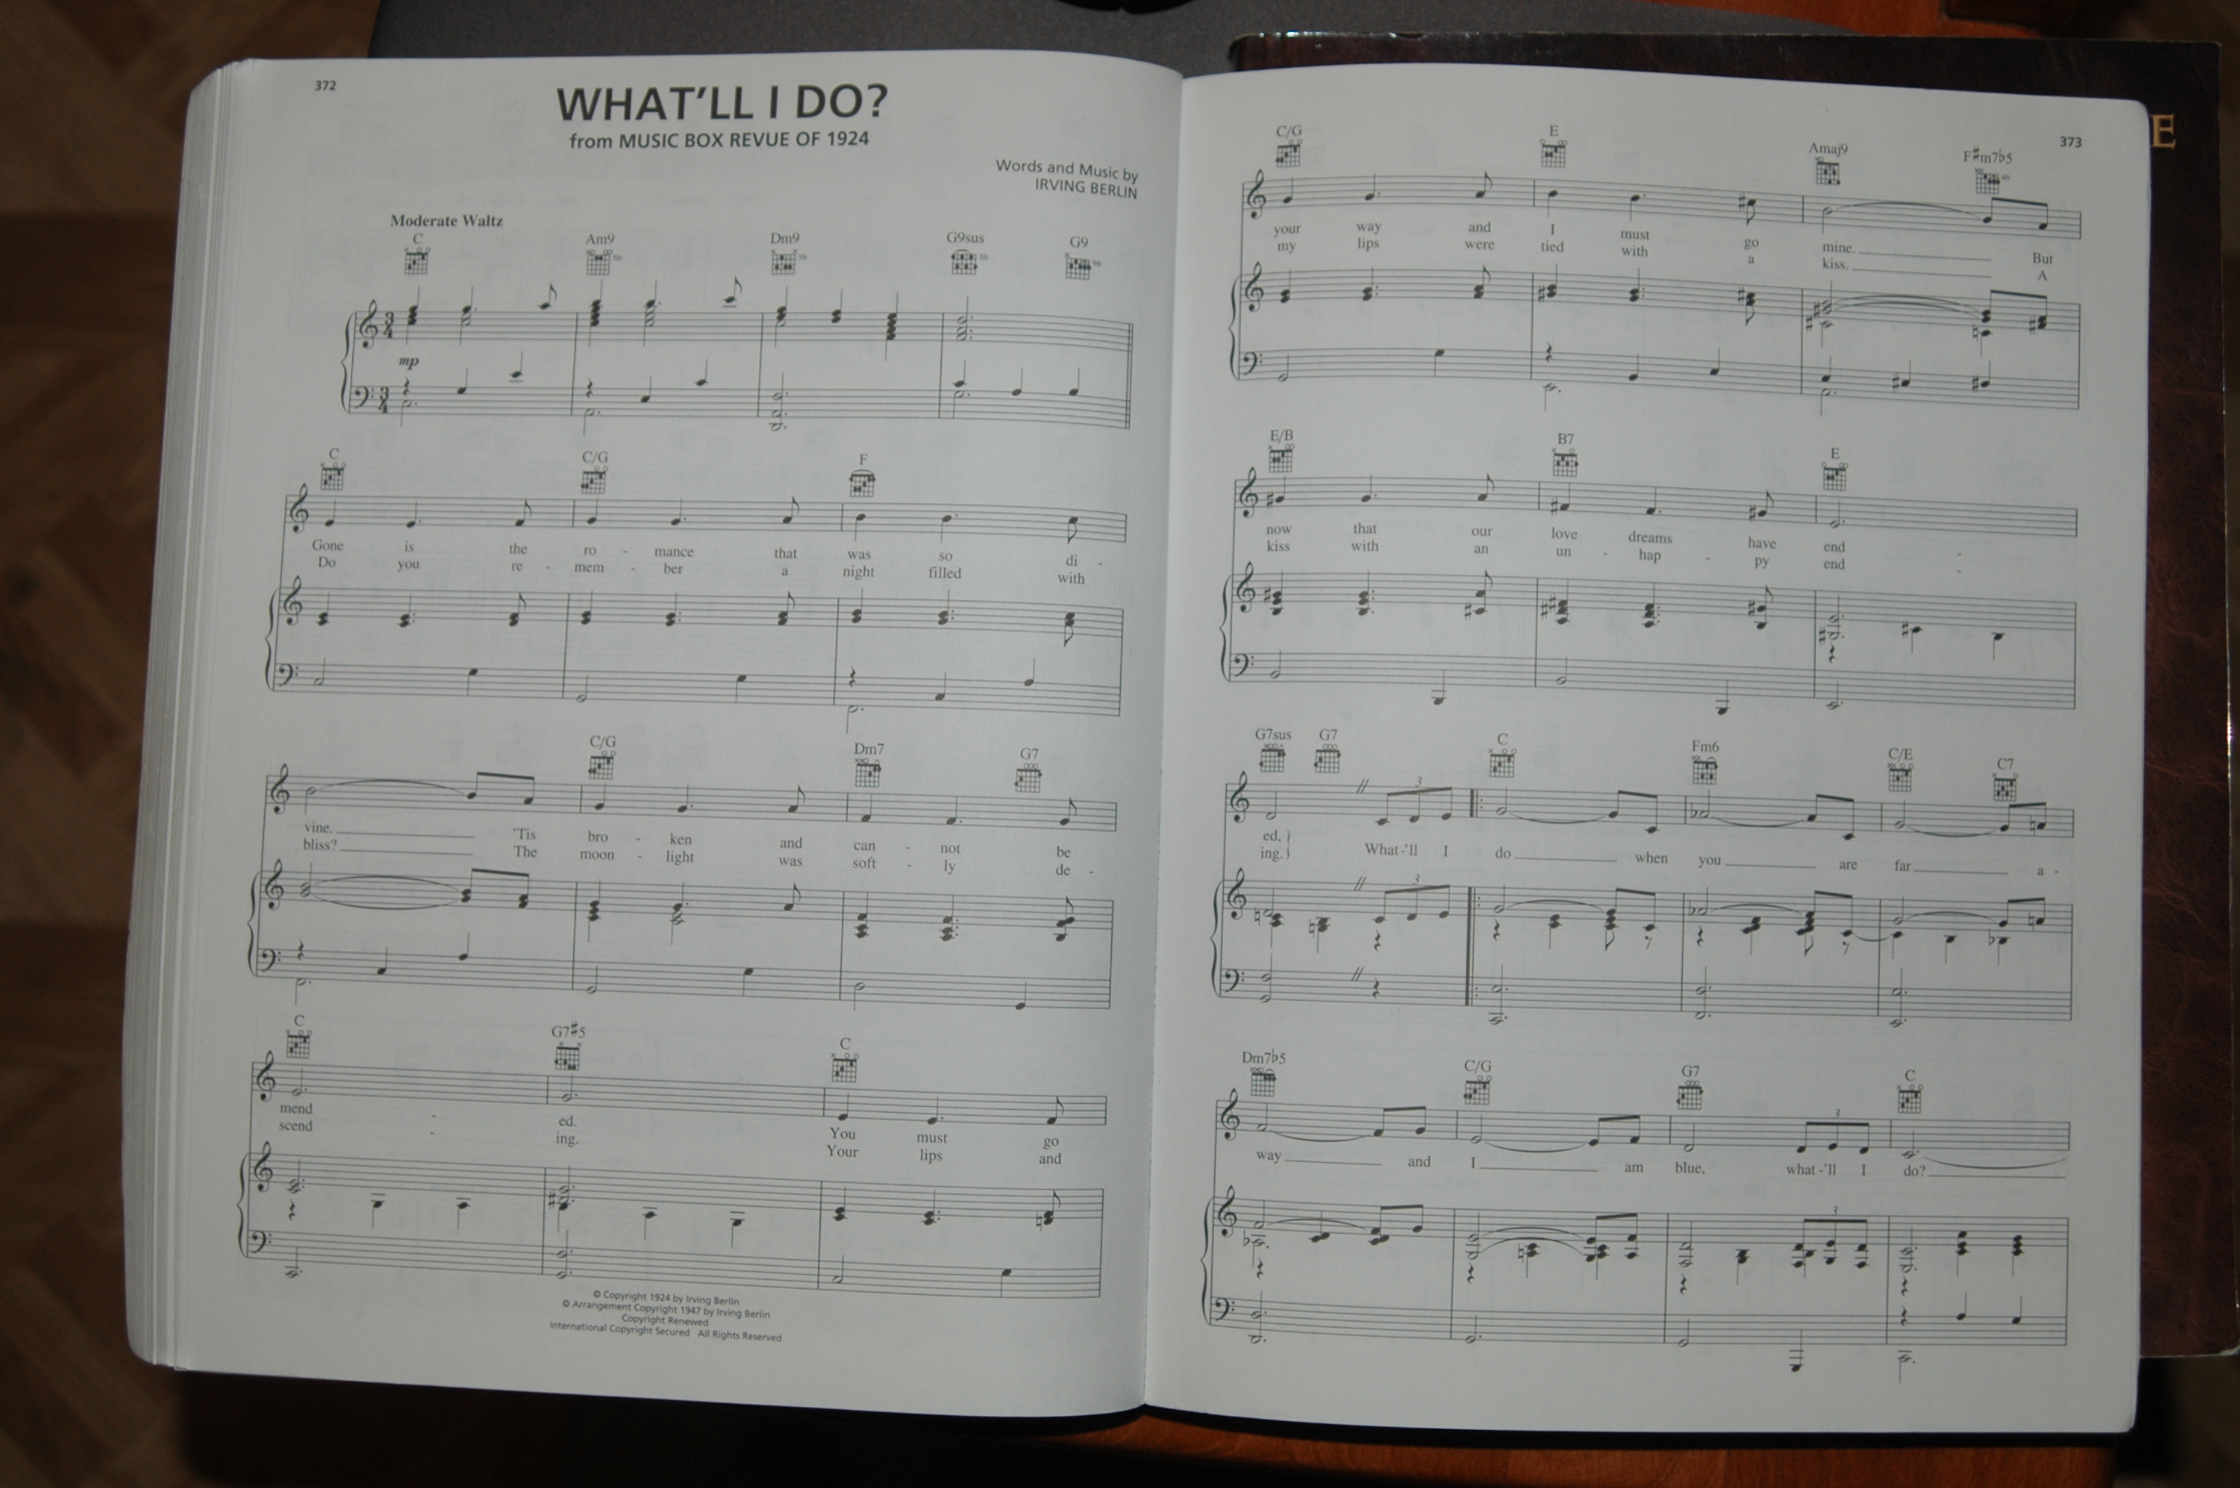 372
WHAT'LL I DO?
from MUSIC BOX REVUE OF 1924
Words and Music by
IRVING BERLIN
Moderate Waltz
C Am9 Dm9 G9sus G9
mp
C C/G F
Gone is the ro - mance that was so di -
Do you re - mem - ber a night filled with
C/G Dm7 G7
vine. 'Tis bro - ken and can - not be -
bliss? The moon - light was soft - ly de -
C G7#5 C
mend - ed. You must go
scend - ing. Your lips and
© Copyright 1924 by Irving Berlin
© Arrangement Copyright 1947 by Irving Berlin
Copyright Renewed
International Copyright Secured All Rights Reserved
373
C/G E Amaj9 F#m7b5
your way and I must go mine. But
my lips were tied with a kiss. A
E/B B7 E
now that our love dreams have end -
kiss with an un - hap - py end -
G7sus G7 C Fm6 C/E C7
ed, What -'ll I do when you are far a -
ing.
3
Dm7b5 C/G G7 C
way and I am blue, what -'ll I do?
3
E